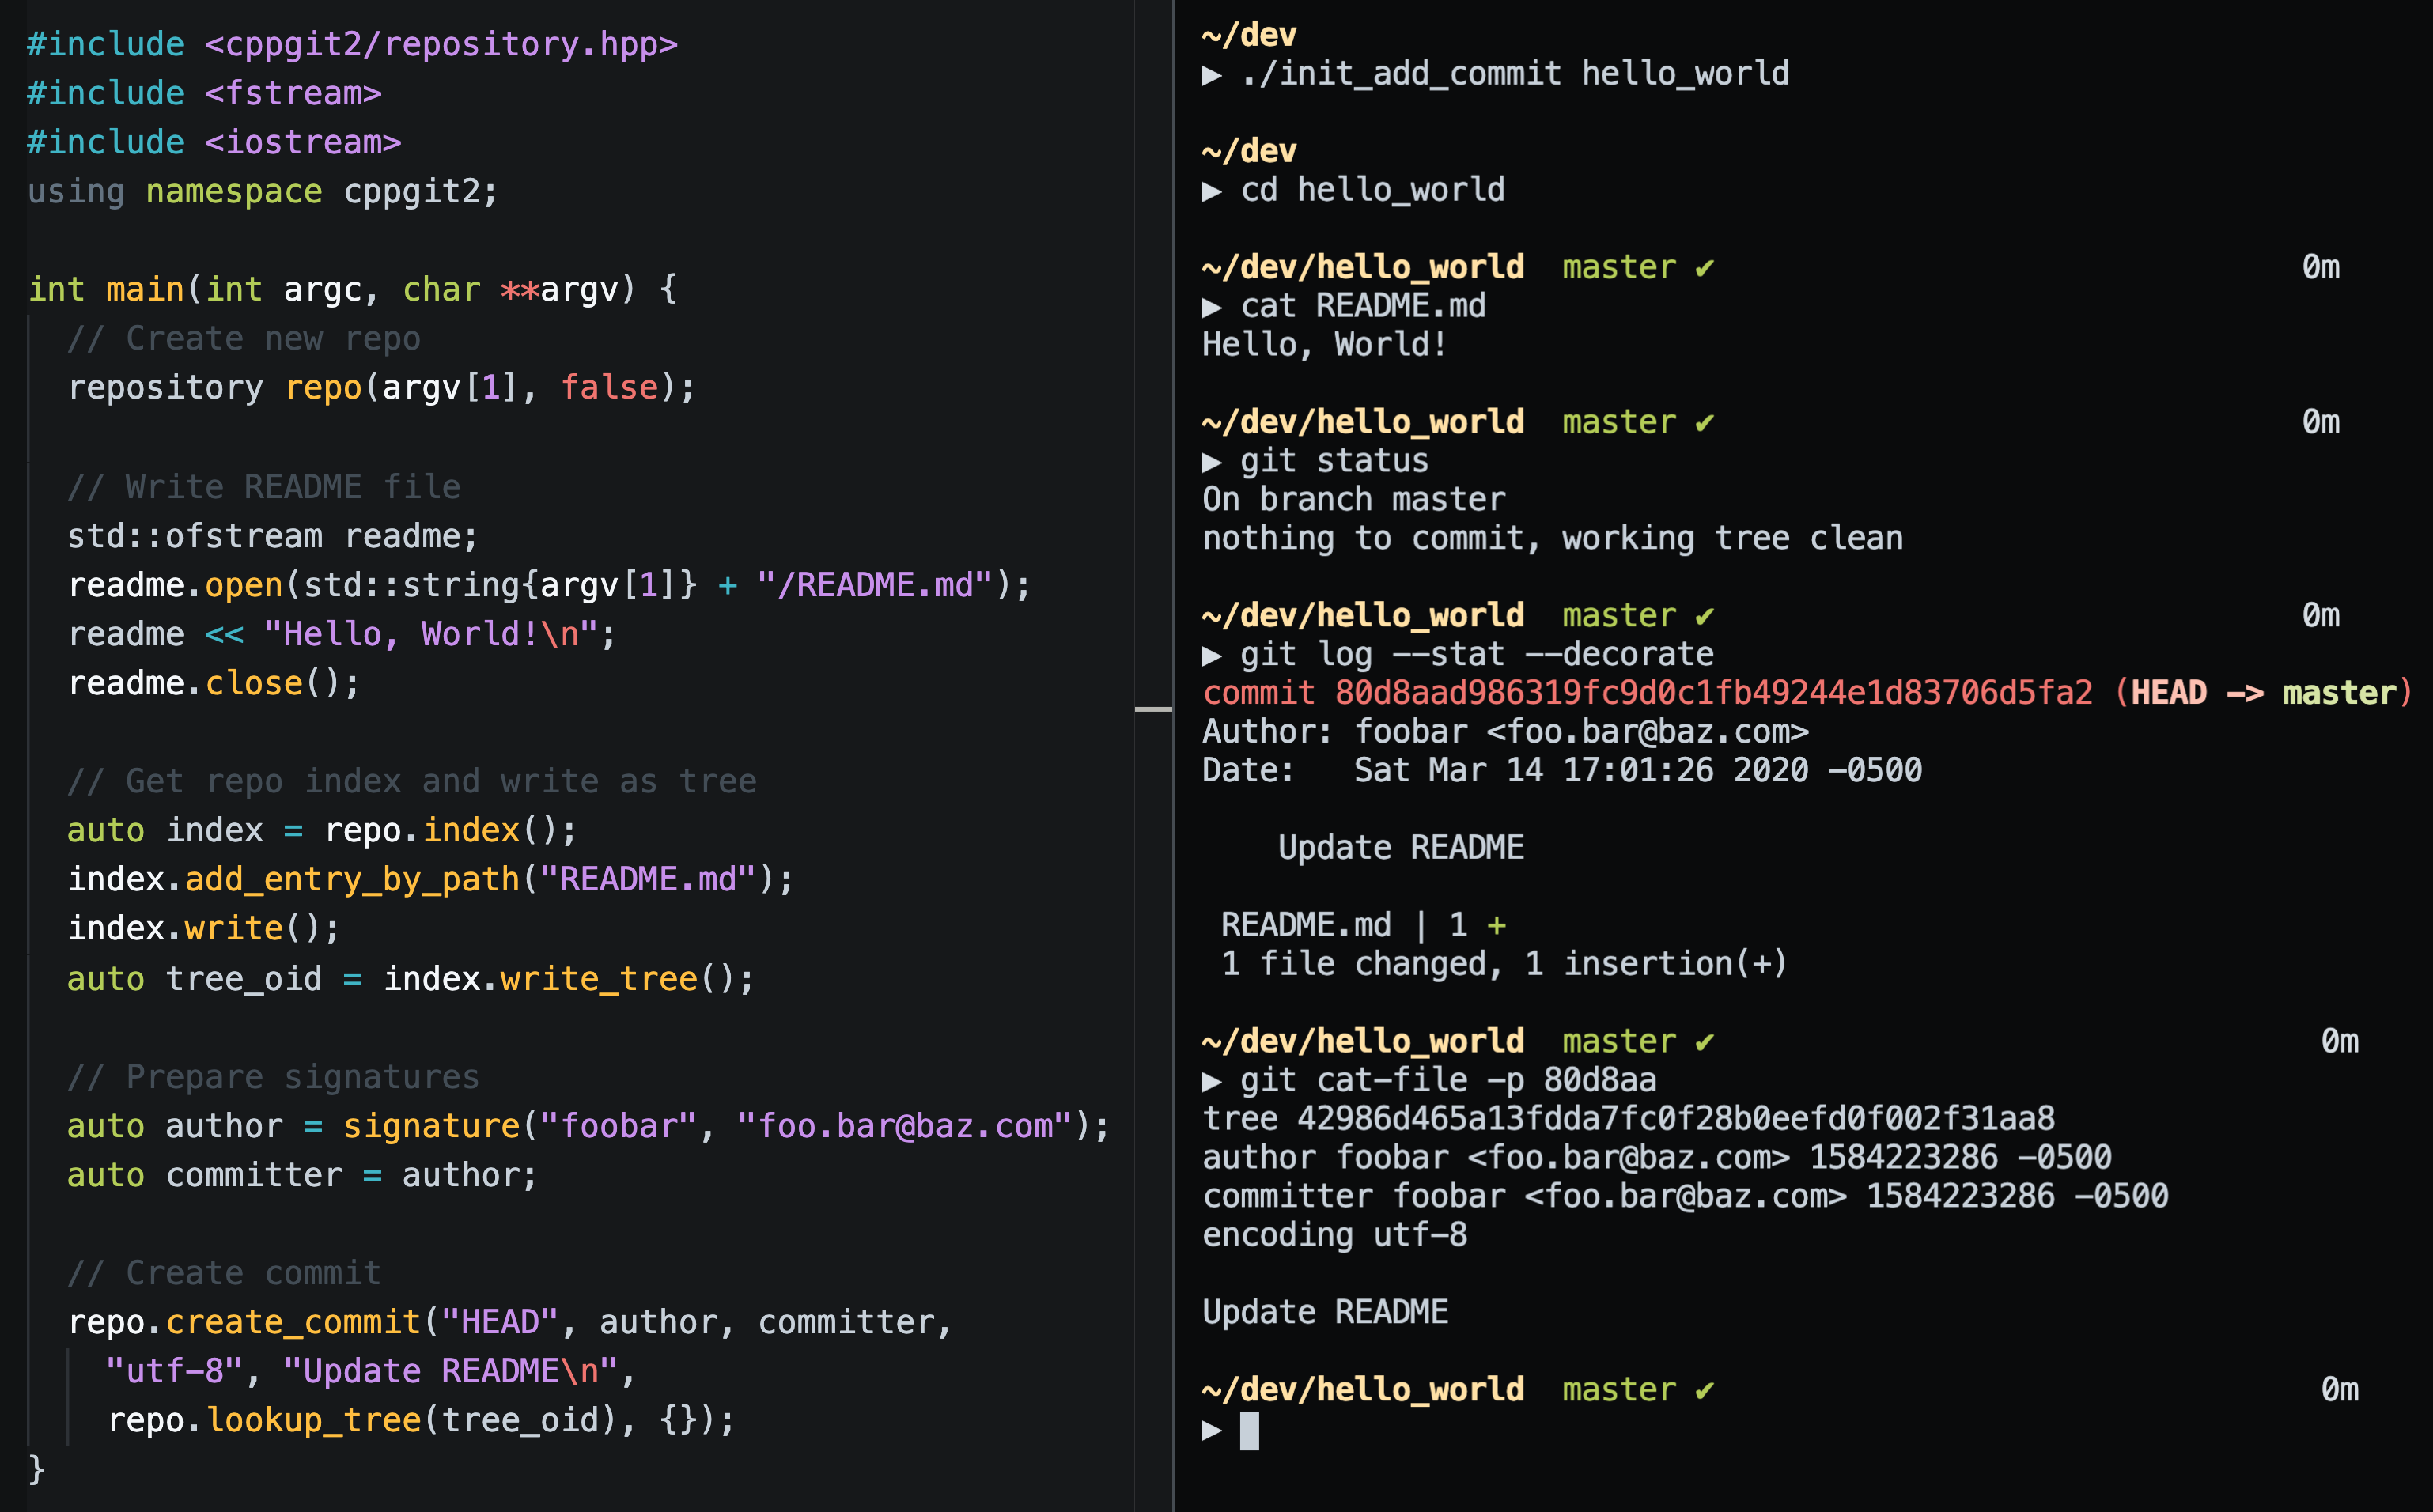 #include <cppgit2/repository.hpp>
#include <fstream>
#include <iostream>
using namespace cppgit2;

int main(int argc, char **argv) {
  // Create new repo
  repository repo(argv[1], false);

  // Write README file
  std::ofstream readme;
  readme.open(std::string{argv[1]} + "/README.md");
  readme << "Hello, World!\n";
  readme.close();

  // Get repo index and write as tree
  auto index = repo.index();
  index.add_entry_by_path("README.md");
  index.write();
  auto tree_oid = index.write_tree();

  // Prepare signatures
  auto author = signature("foobar", "foo.bar@baz.com");
  auto committer = author;

  // Create commit
  repo.create_commit("HEAD", author, committer,
    "utf-8", "Update README\n",
    repo.lookup_tree(tree_oid), {});
}

~/dev
▶ ./init_add_commit hello_world

~/dev
▶ cd hello_world

~/dev/hello_world  master ✔ 0m
▶ cat README.md
Hello, World!

~/dev/hello_world  master ✔ 0m
▶ git status
On branch master
nothing to commit, working tree clean

~/dev/hello_world  master ✔ 0m
▶ git log --stat --decorate
commit 80d8aad986319fc9d0c1fb49244e1d83706d5fa2 (HEAD -> master)
Author: foobar <foo.bar@baz.com>
Date:   Sat Mar 14 17:01:26 2020 -0500

    Update README

 README.md | 1 +
 1 file changed, 1 insertion(+)

~/dev/hello_world  master ✔ 0m
▶ git cat-file -p 80d8aa
tree 42986d465a13fdda7fc0f28b0eefd0f002f31aa8
author foobar <foo.bar@baz.com> 1584223286 -0500
committer foobar <foo.bar@baz.com> 1584223286 -0500
encoding utf-8

Update README

~/dev/hello_world  master ✔ 0m
▶